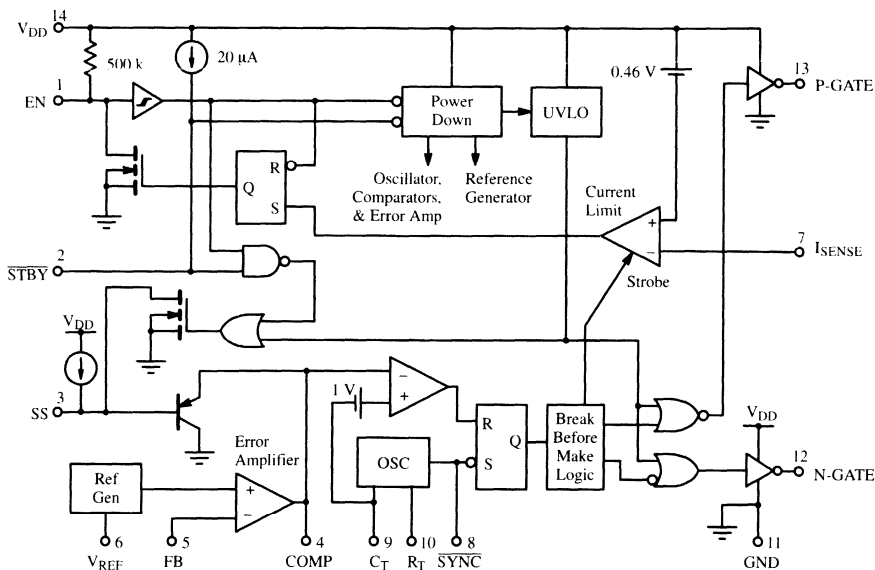 14
V_DD
500 k
20 μA
1
EN
Power
Down
UVLO
0.46 V
13
P-GATE
R
Q
S
Oscillator,
Comparators,
& Error Amp
Reference
Generator
Current
Limit
+
−
7
I_SENSE
Strobe
2
S̅T̅B̅Y̅
V_DD
3
SS
1 V
−
+
R
Q
S
Break
Before
Make
Logic
V_DD
12
N-GATE
Error
Amplifier
OSC
Ref
Gen
+
−
6
V_REF
5
FB
4
COMP
9
C_T
10
R_T
8
S̅Y̅N̅C̅
11
GND